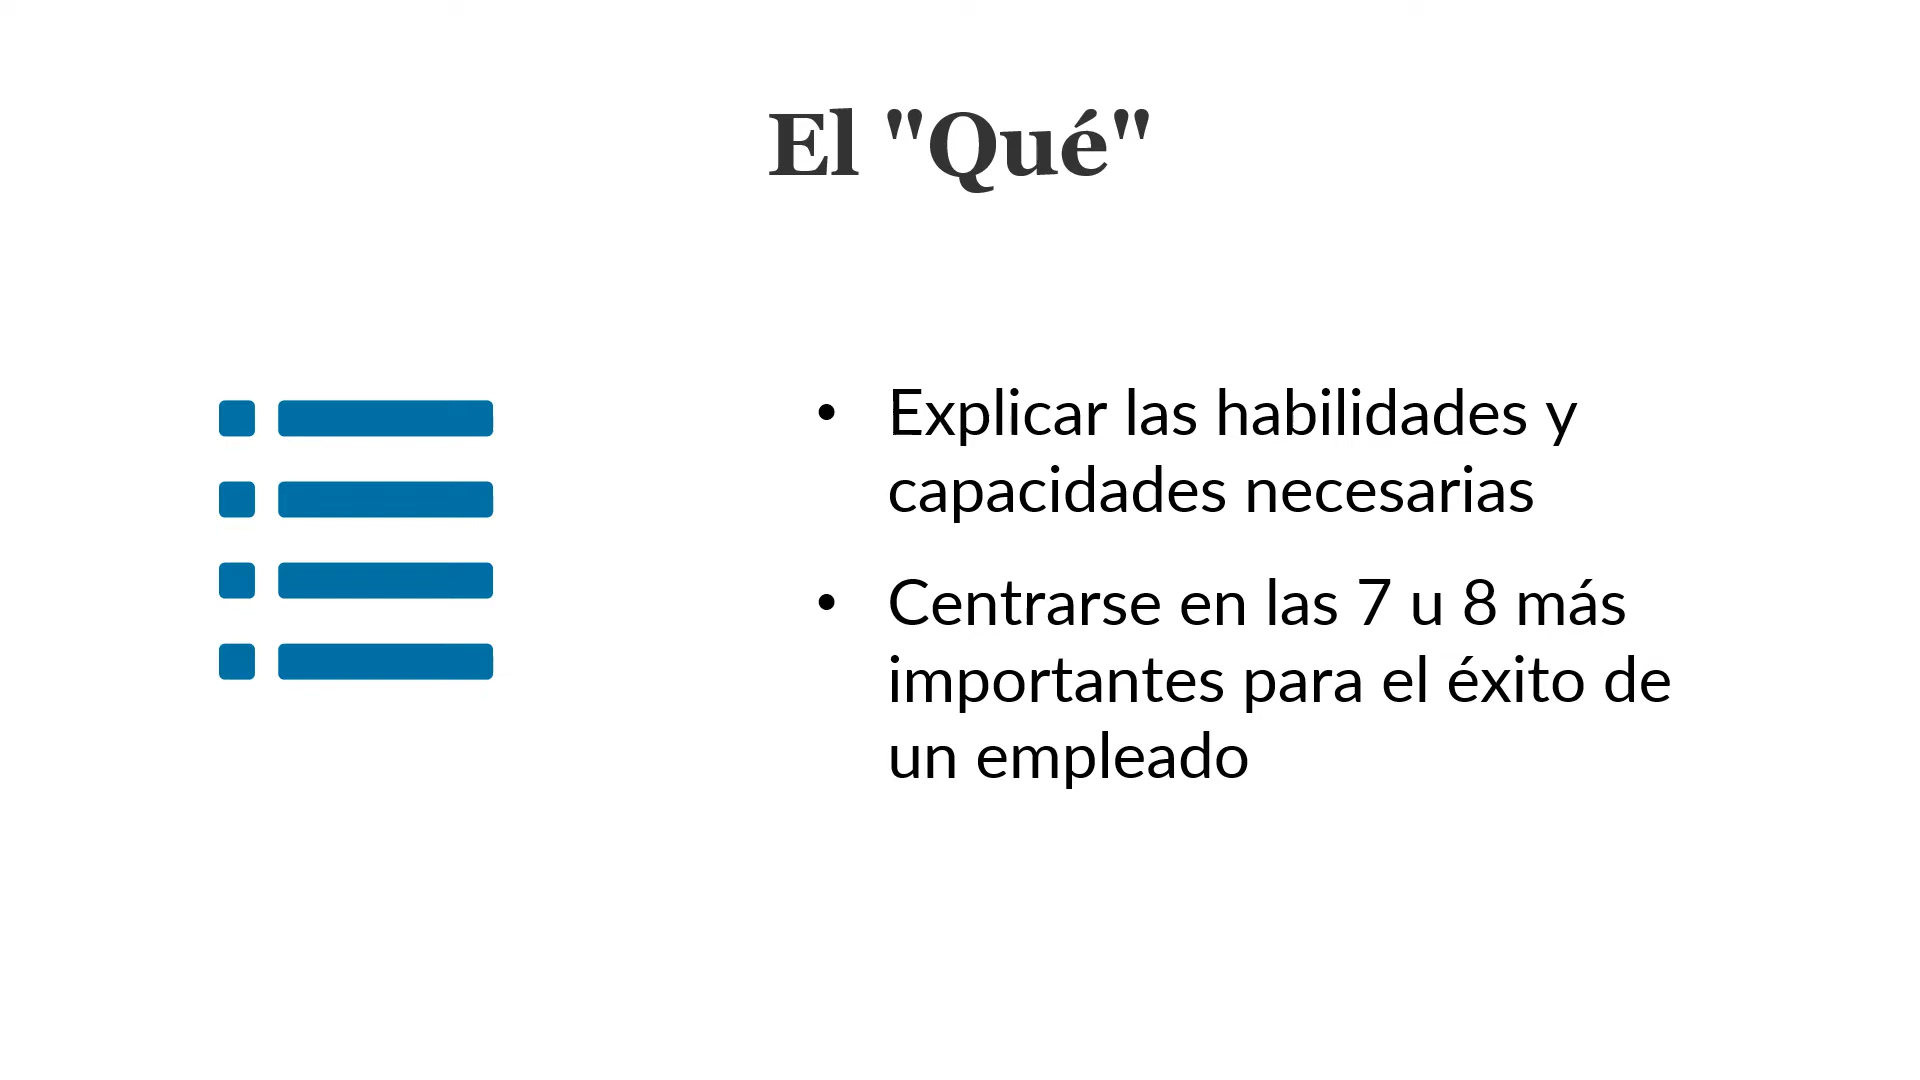 El "Qué"
• Explicar las habilidades y
capacidades necesarias
• Centrarse en las 7 u 8 más
importantes para el éxito de
un empleado